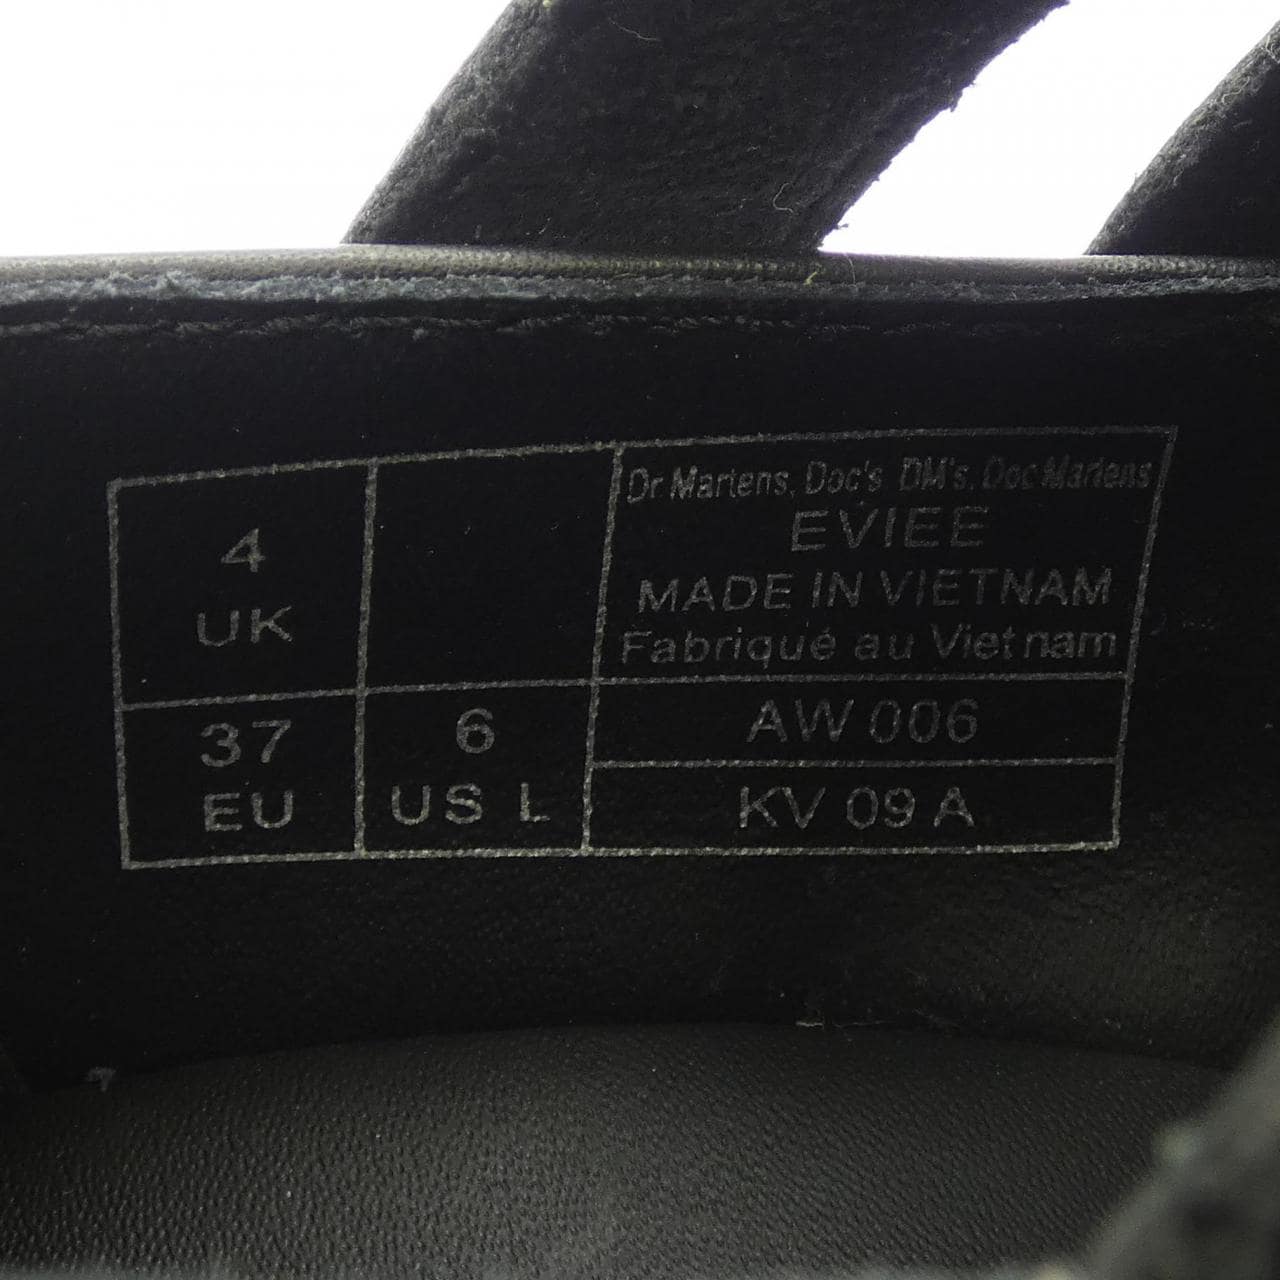 4
UK
37
EU
6
US L
Dr Martens, Doc's DM's, Doc Martens
EVIEE
MADE IN VIETNAM
Fabriqué au Vietnam
AW 006
KV 09 A